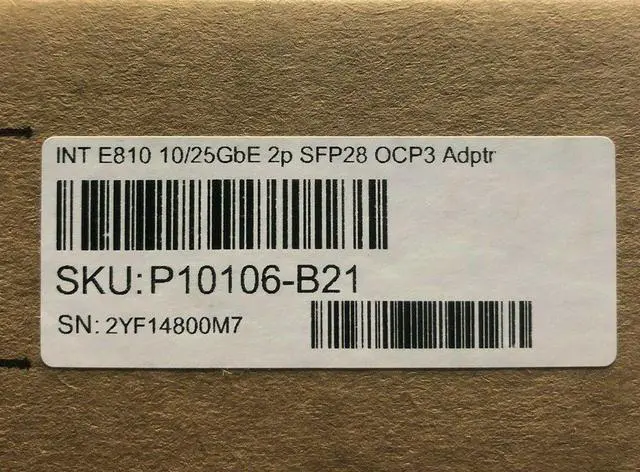 INT E810 10/25GbE 2p SFP28 OCP3 Adptr
SKU:P10106-B21
SN: 2YF14800M7